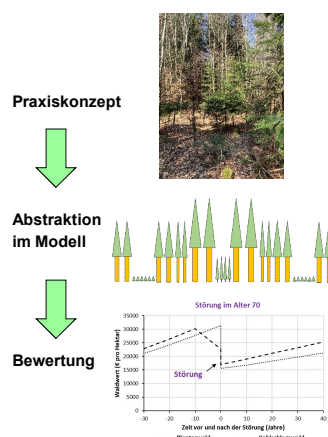 Praxiskonzept
Abstraktion
im Modell
Bewertung
Störung im Alter 70
Waldwert (€ pro Hektar)
35000
30000
25000
20000
15000
10000
5000
0
Störung
-30
-20
-10
0
10
20
30
40
Zeit vor und nach der Störung (Jahre)